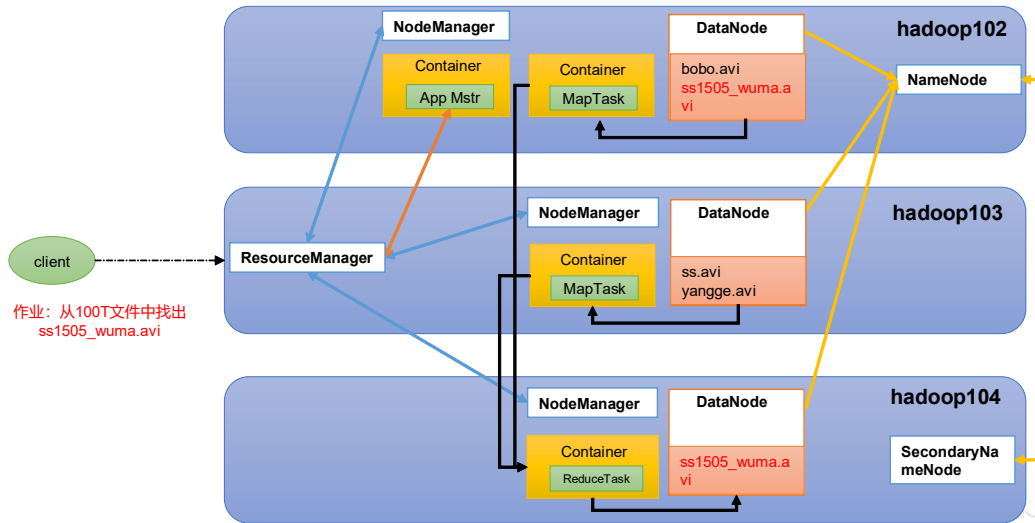 hadoop102
NodeManager
Container
App Mstr
Container
MapTask
DataNode
bobo.avi
ss1505_wuma.a
vi
NameNode
hadoop103
ResourceManager
NodeManager
Container
MapTask
DataNode
ss.avi
yangge.avi
client
作业：从100T文件中找出
ss1505_wuma.avi
hadoop104
NodeManager
Container
ReduceTask
DataNode
ss1505_wuma.a
vi
SecondaryNa
meNode